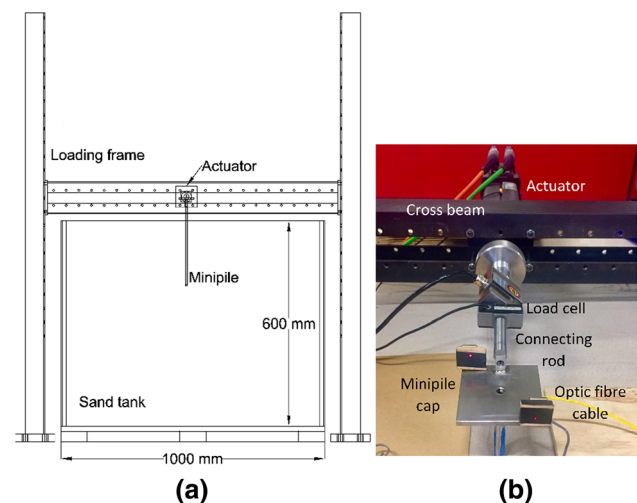 Loading frame
Actuator
Minipile
600 mm
Sand tank
1000 mm
(a)
Actuator
Cross beam
Load cell
Connecting
rod
Minipile
cap
Optic fibre
cable
(b)